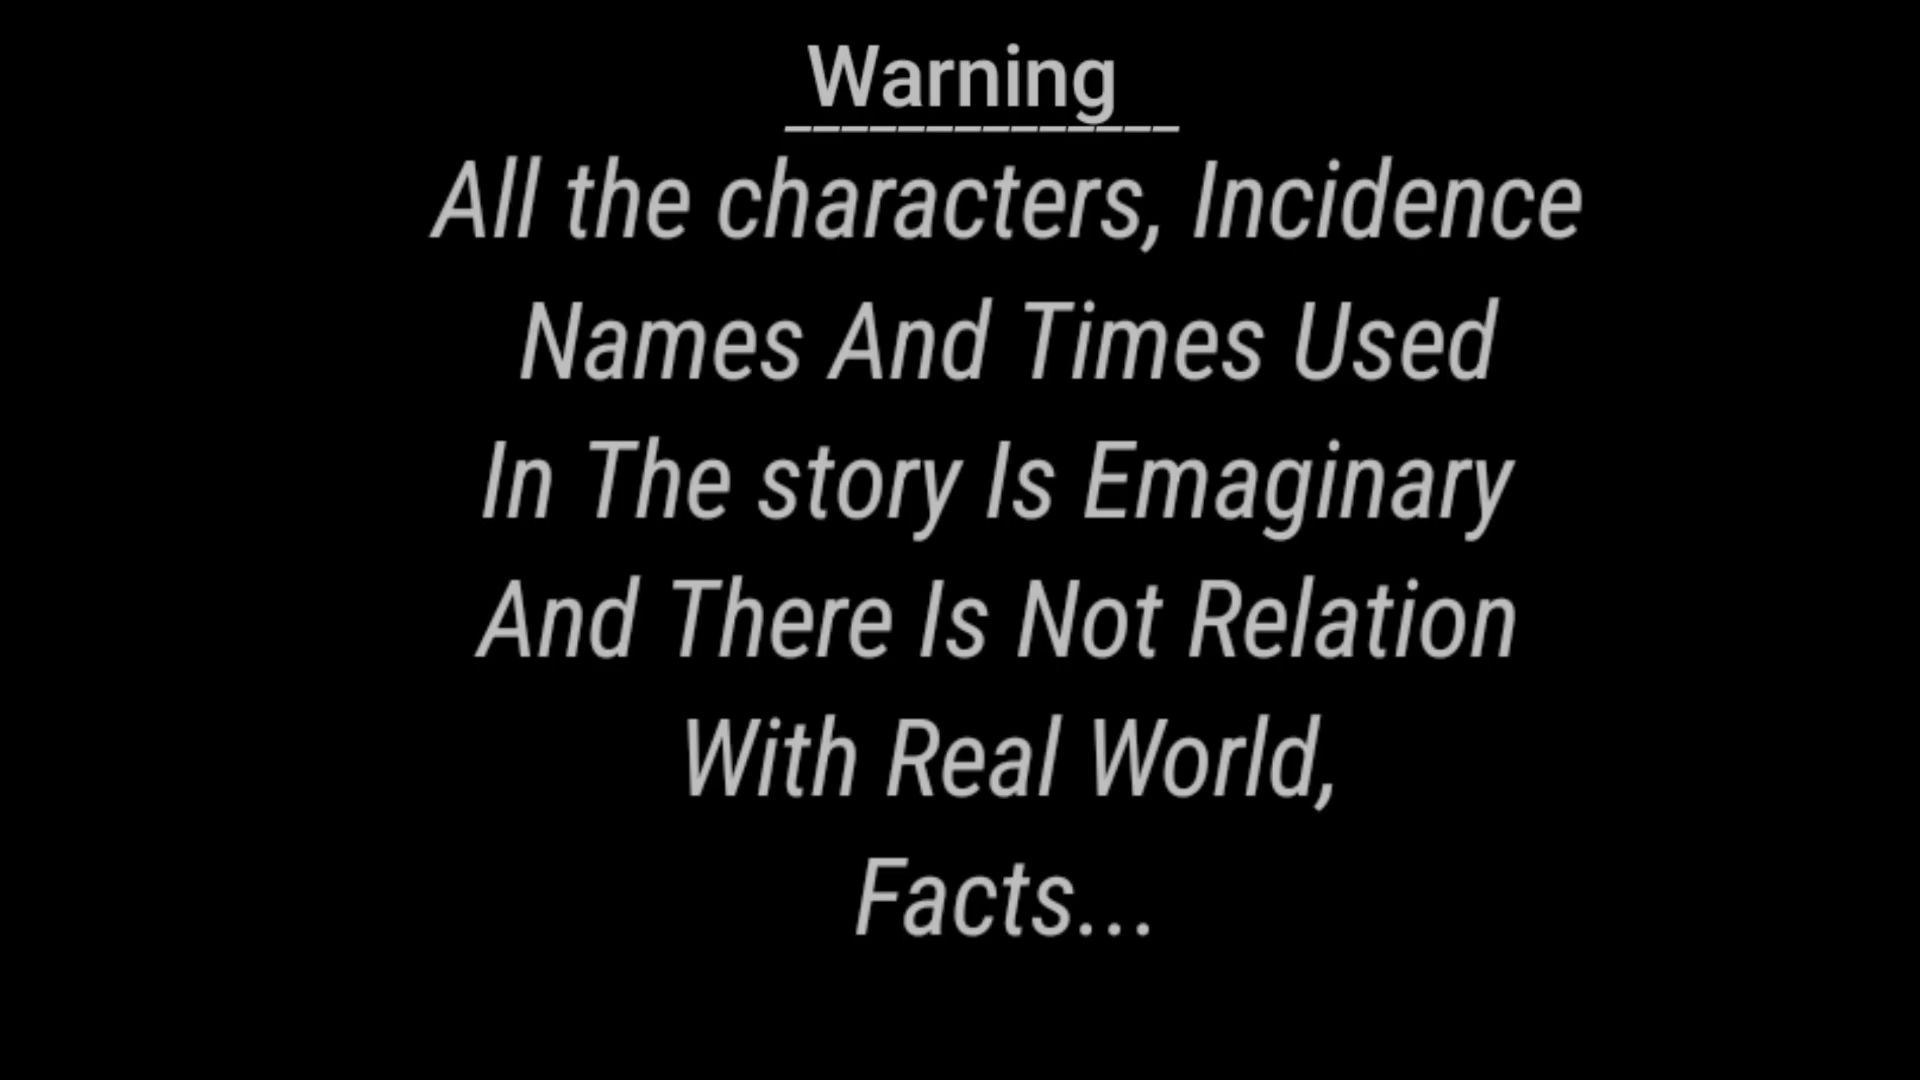 Warning
All the characters, Incidence
Names And Times Used
In The story Is Emaginary
And There Is Not Relation
With Real World,
Facts...